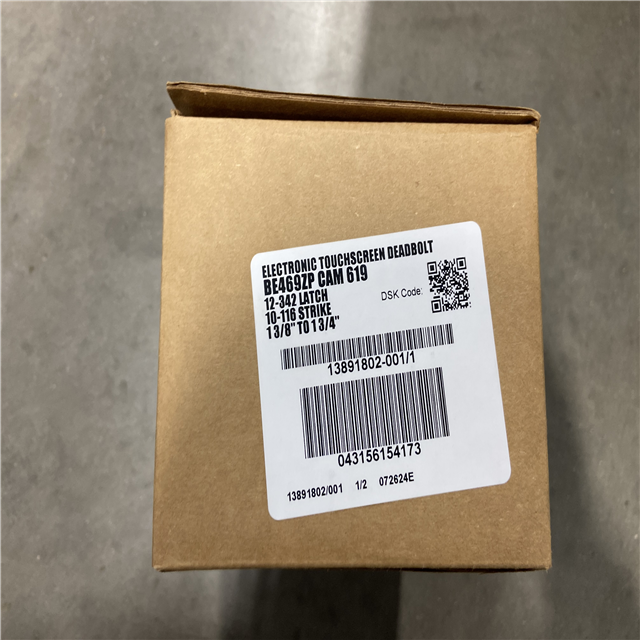 ELECTRONIC TOUCHSCREEN DEADBOLT
BE469ZP CAM 619
12-342 LATCH
10-116 STRIKE
1 3/8" TO 1 3/4"
DSK Code:
13891802-001/1
043156154173
13891802/001 1/2 072624E